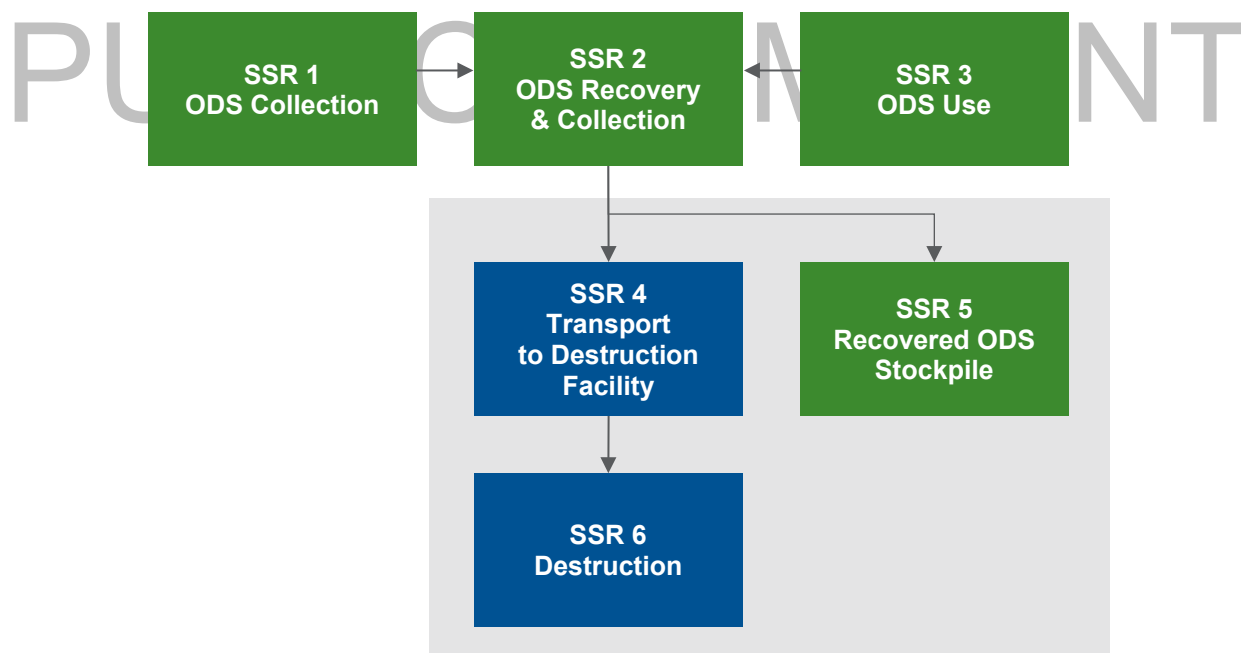 SSR 1
ODS Collection
SSR 2
ODS Recovery
& Collection
SSR 3
ODS Use
SSR 4
Transport
to Destruction
Facility
SSR 5
Recovered ODS
Stockpile
SSR 6
Destruction